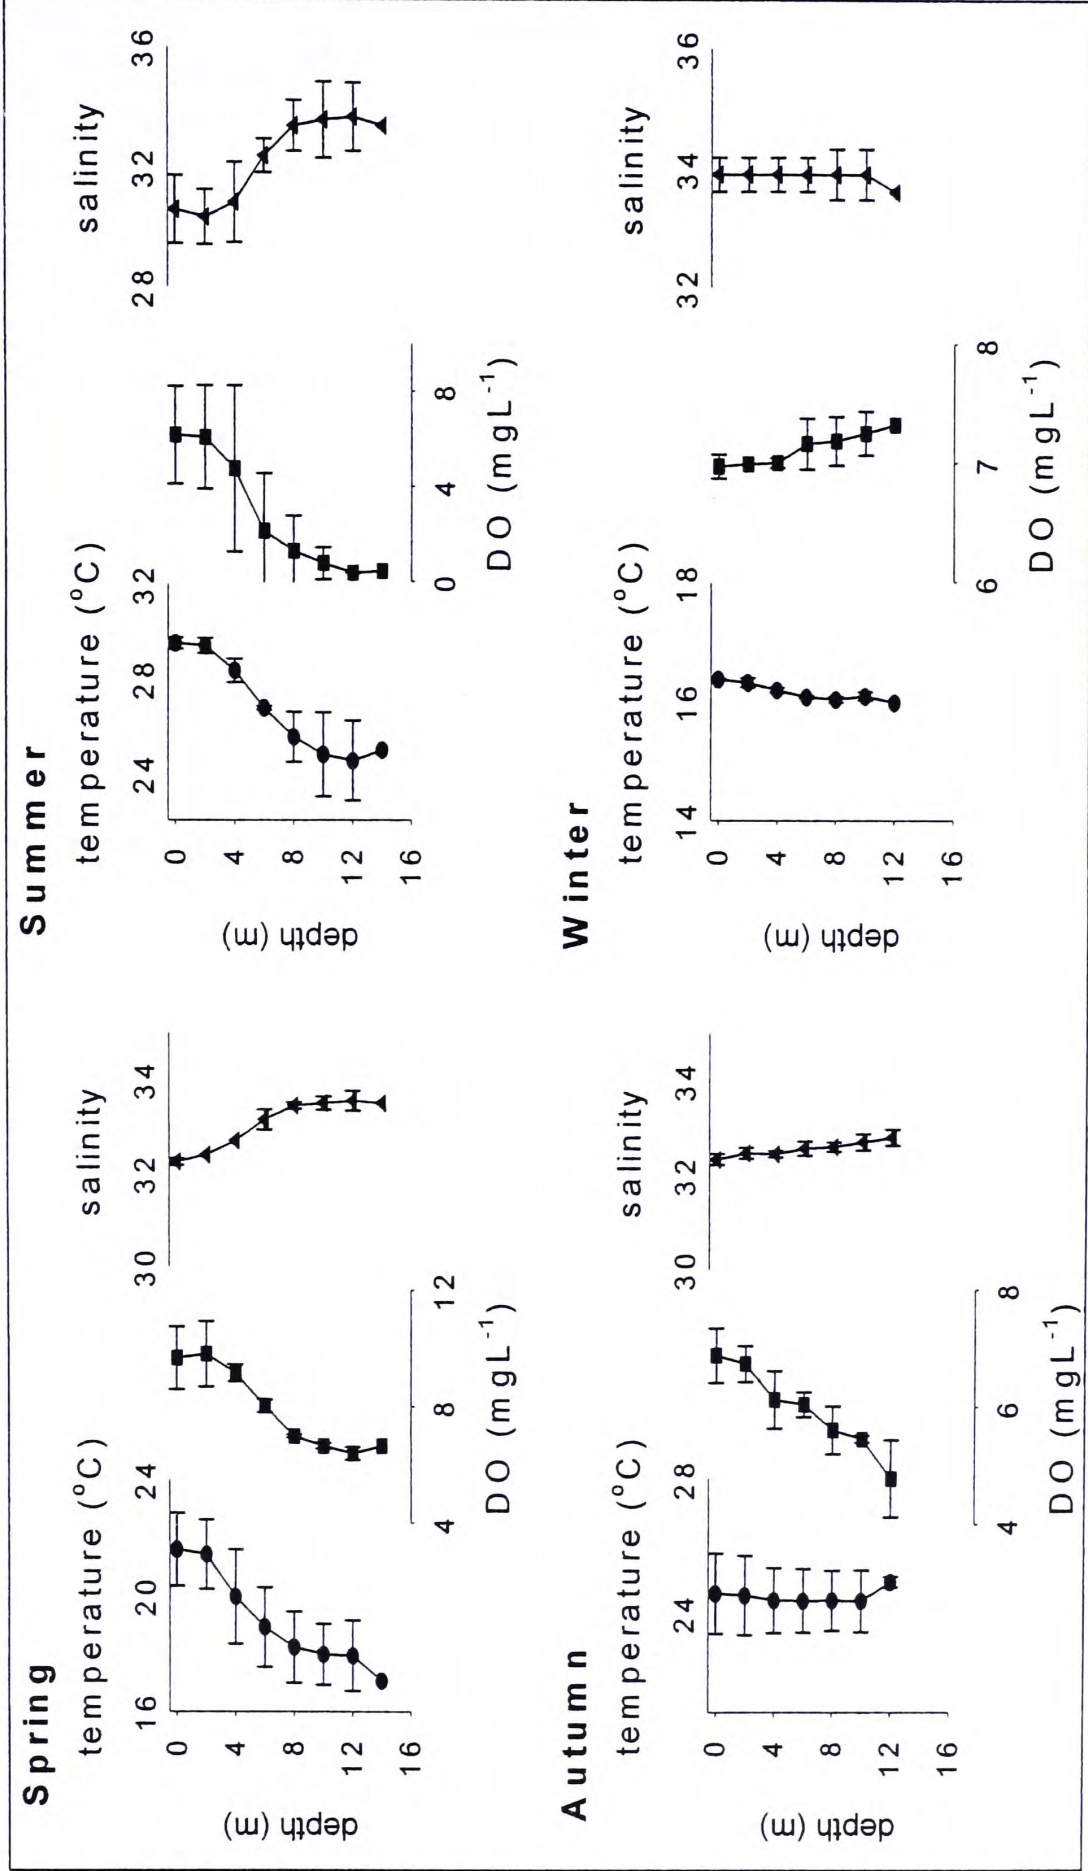 Spring
temperature (°C)
16 20 24
salinity
30 32 34
depth (m)
0
4
8
12
16
4 8 12
DO (mgL⁻¹)
Summer
temperature (°C)
24 28 32
salinity
28 32 36
depth (m)
0
4
8
12
16
0 4 8
DO (mgL⁻¹)
Autumn
temperature (°C)
24 28
salinity
30 32 34
depth (m)
0
4
8
12
16
4 6 8
DO (mgL⁻¹)
Winter
temperature (°C)
14 16 18
salinity
32 34 36
depth (m)
0
4
8
12
16
6 7 8
DO (mgL⁻¹)